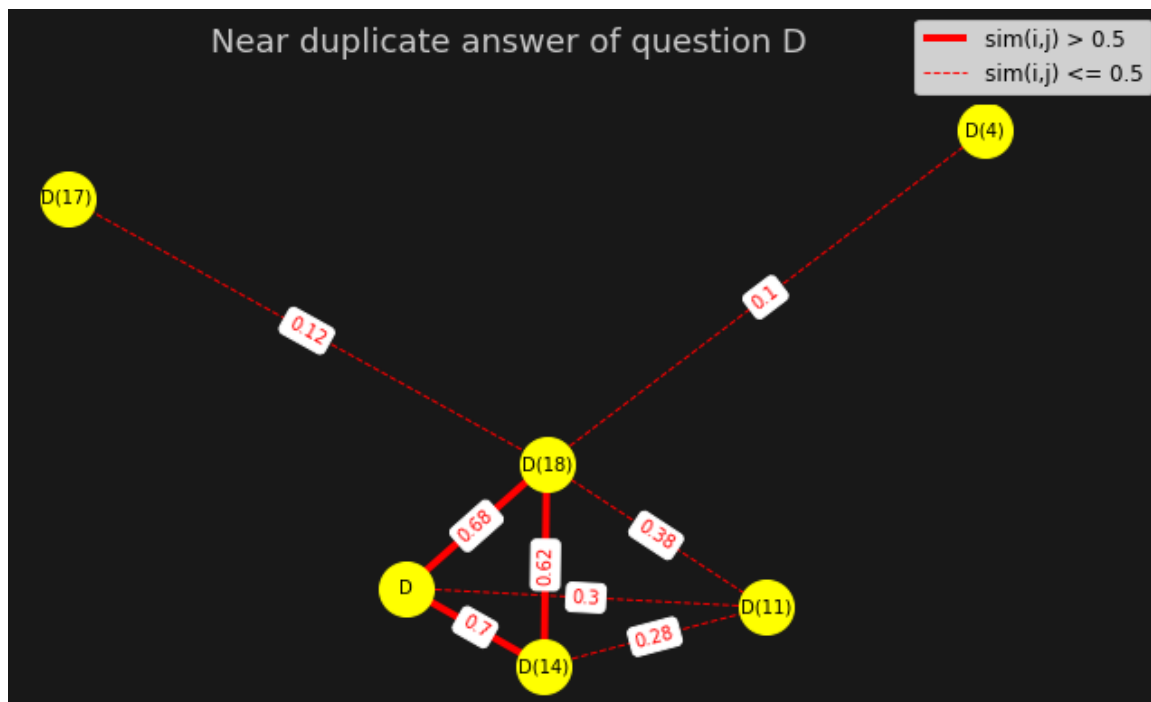 Near duplicate answer of question D
sim(i,j) > 0.5
sim(i,j) <= 0.5
D(4)
D(17)
0.1
0.12
D(18)
0.68
0.38
0.62
D
0.3
D(11)
0.7
0.28
D(14)